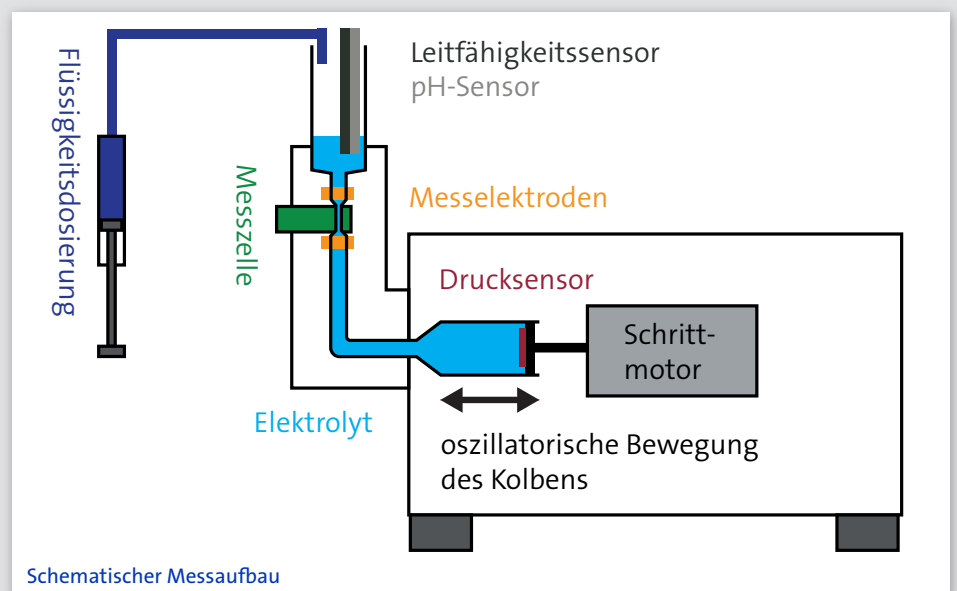 Leitfähigkeitssensor
pH-Sensor
Flüssigkeitsdosierung
Messzelle
Messelektroden
Drucksensor
Schritt-
motor
Elektrolyt
oszillatorische Bewegung
des Kolbens
Schematischer Messaufbau